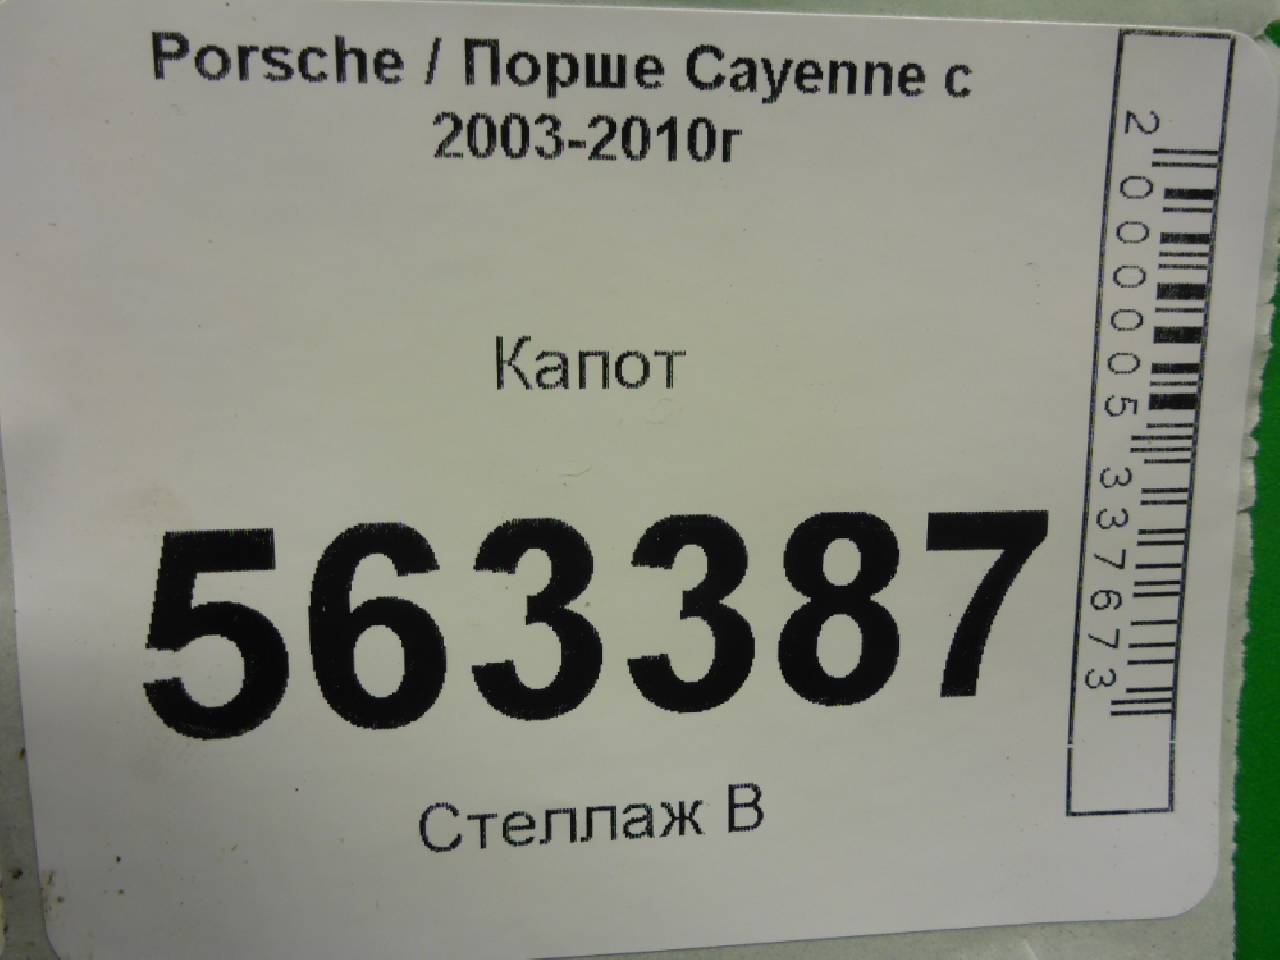 Porsche / Порше Cayenne с
2003-2010г
Капот
563387
Стеллаж В
2000005337673